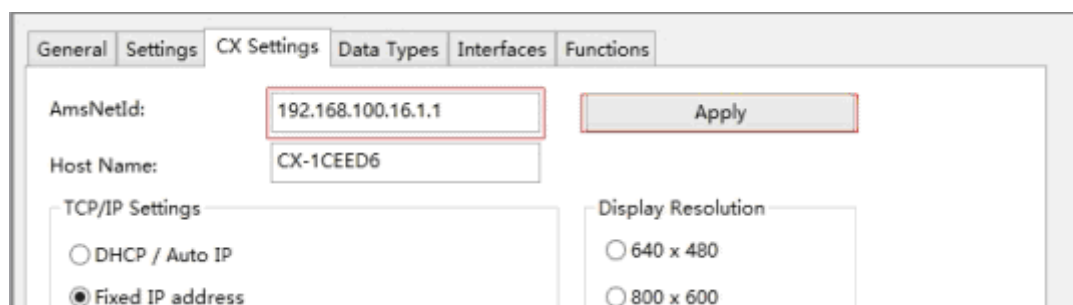 General Settings CX Settings Data Types Interfaces Functions
AmsNetId: 192.168.100.16.1.1 Apply
Host Name: CX-1CEED6
TCP/IP Settings Display Resolution
DHCP / Auto IP 640 x 480
Fixed IP address 800 x 600